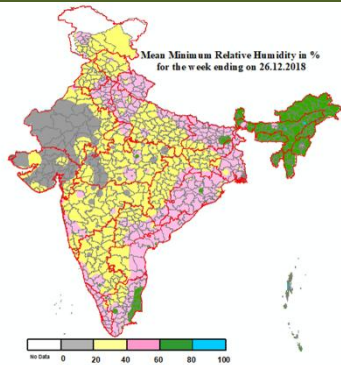 Mean Minimum Relative Humidity in %
for the week ending on 26.12.2018
No Data 0 20 40 60 80 100